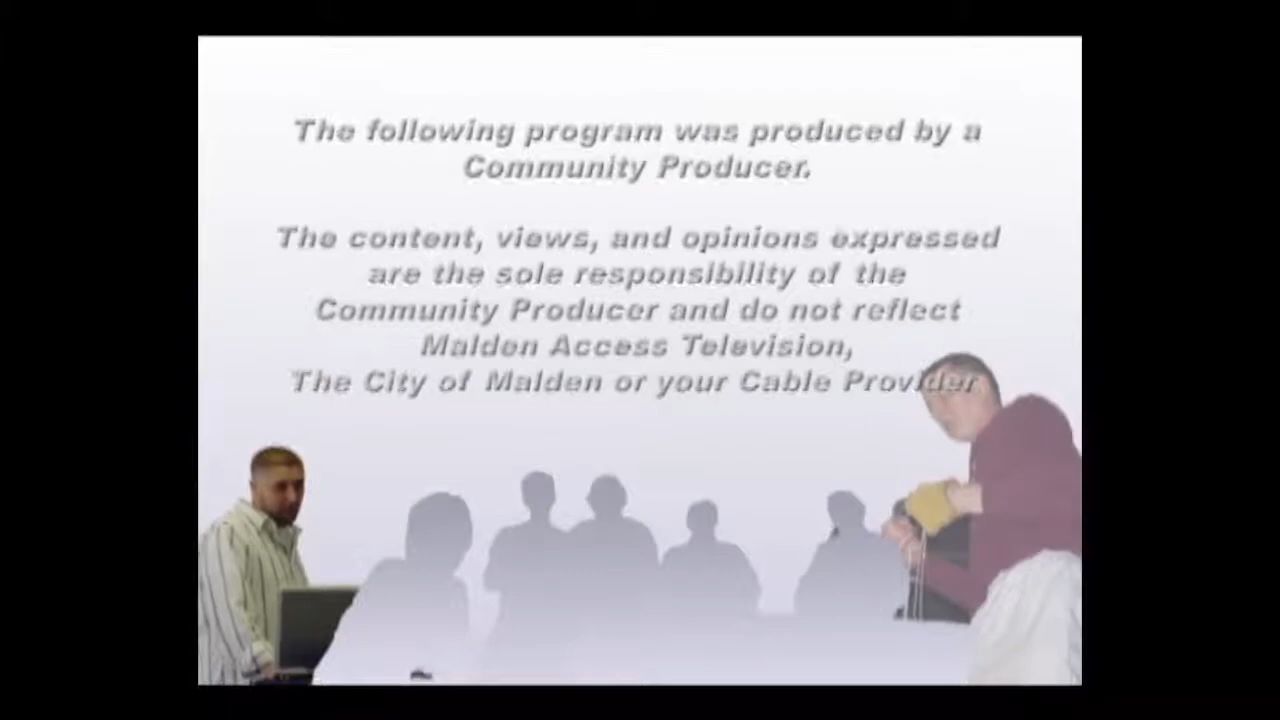 The following program was produced by a
Community Producer.
The content, views, and opinions expressed
are the sole responsibility of the
Community Producer and do not reflect
Malden Access Television,
The City of Malden or your Cable Provider